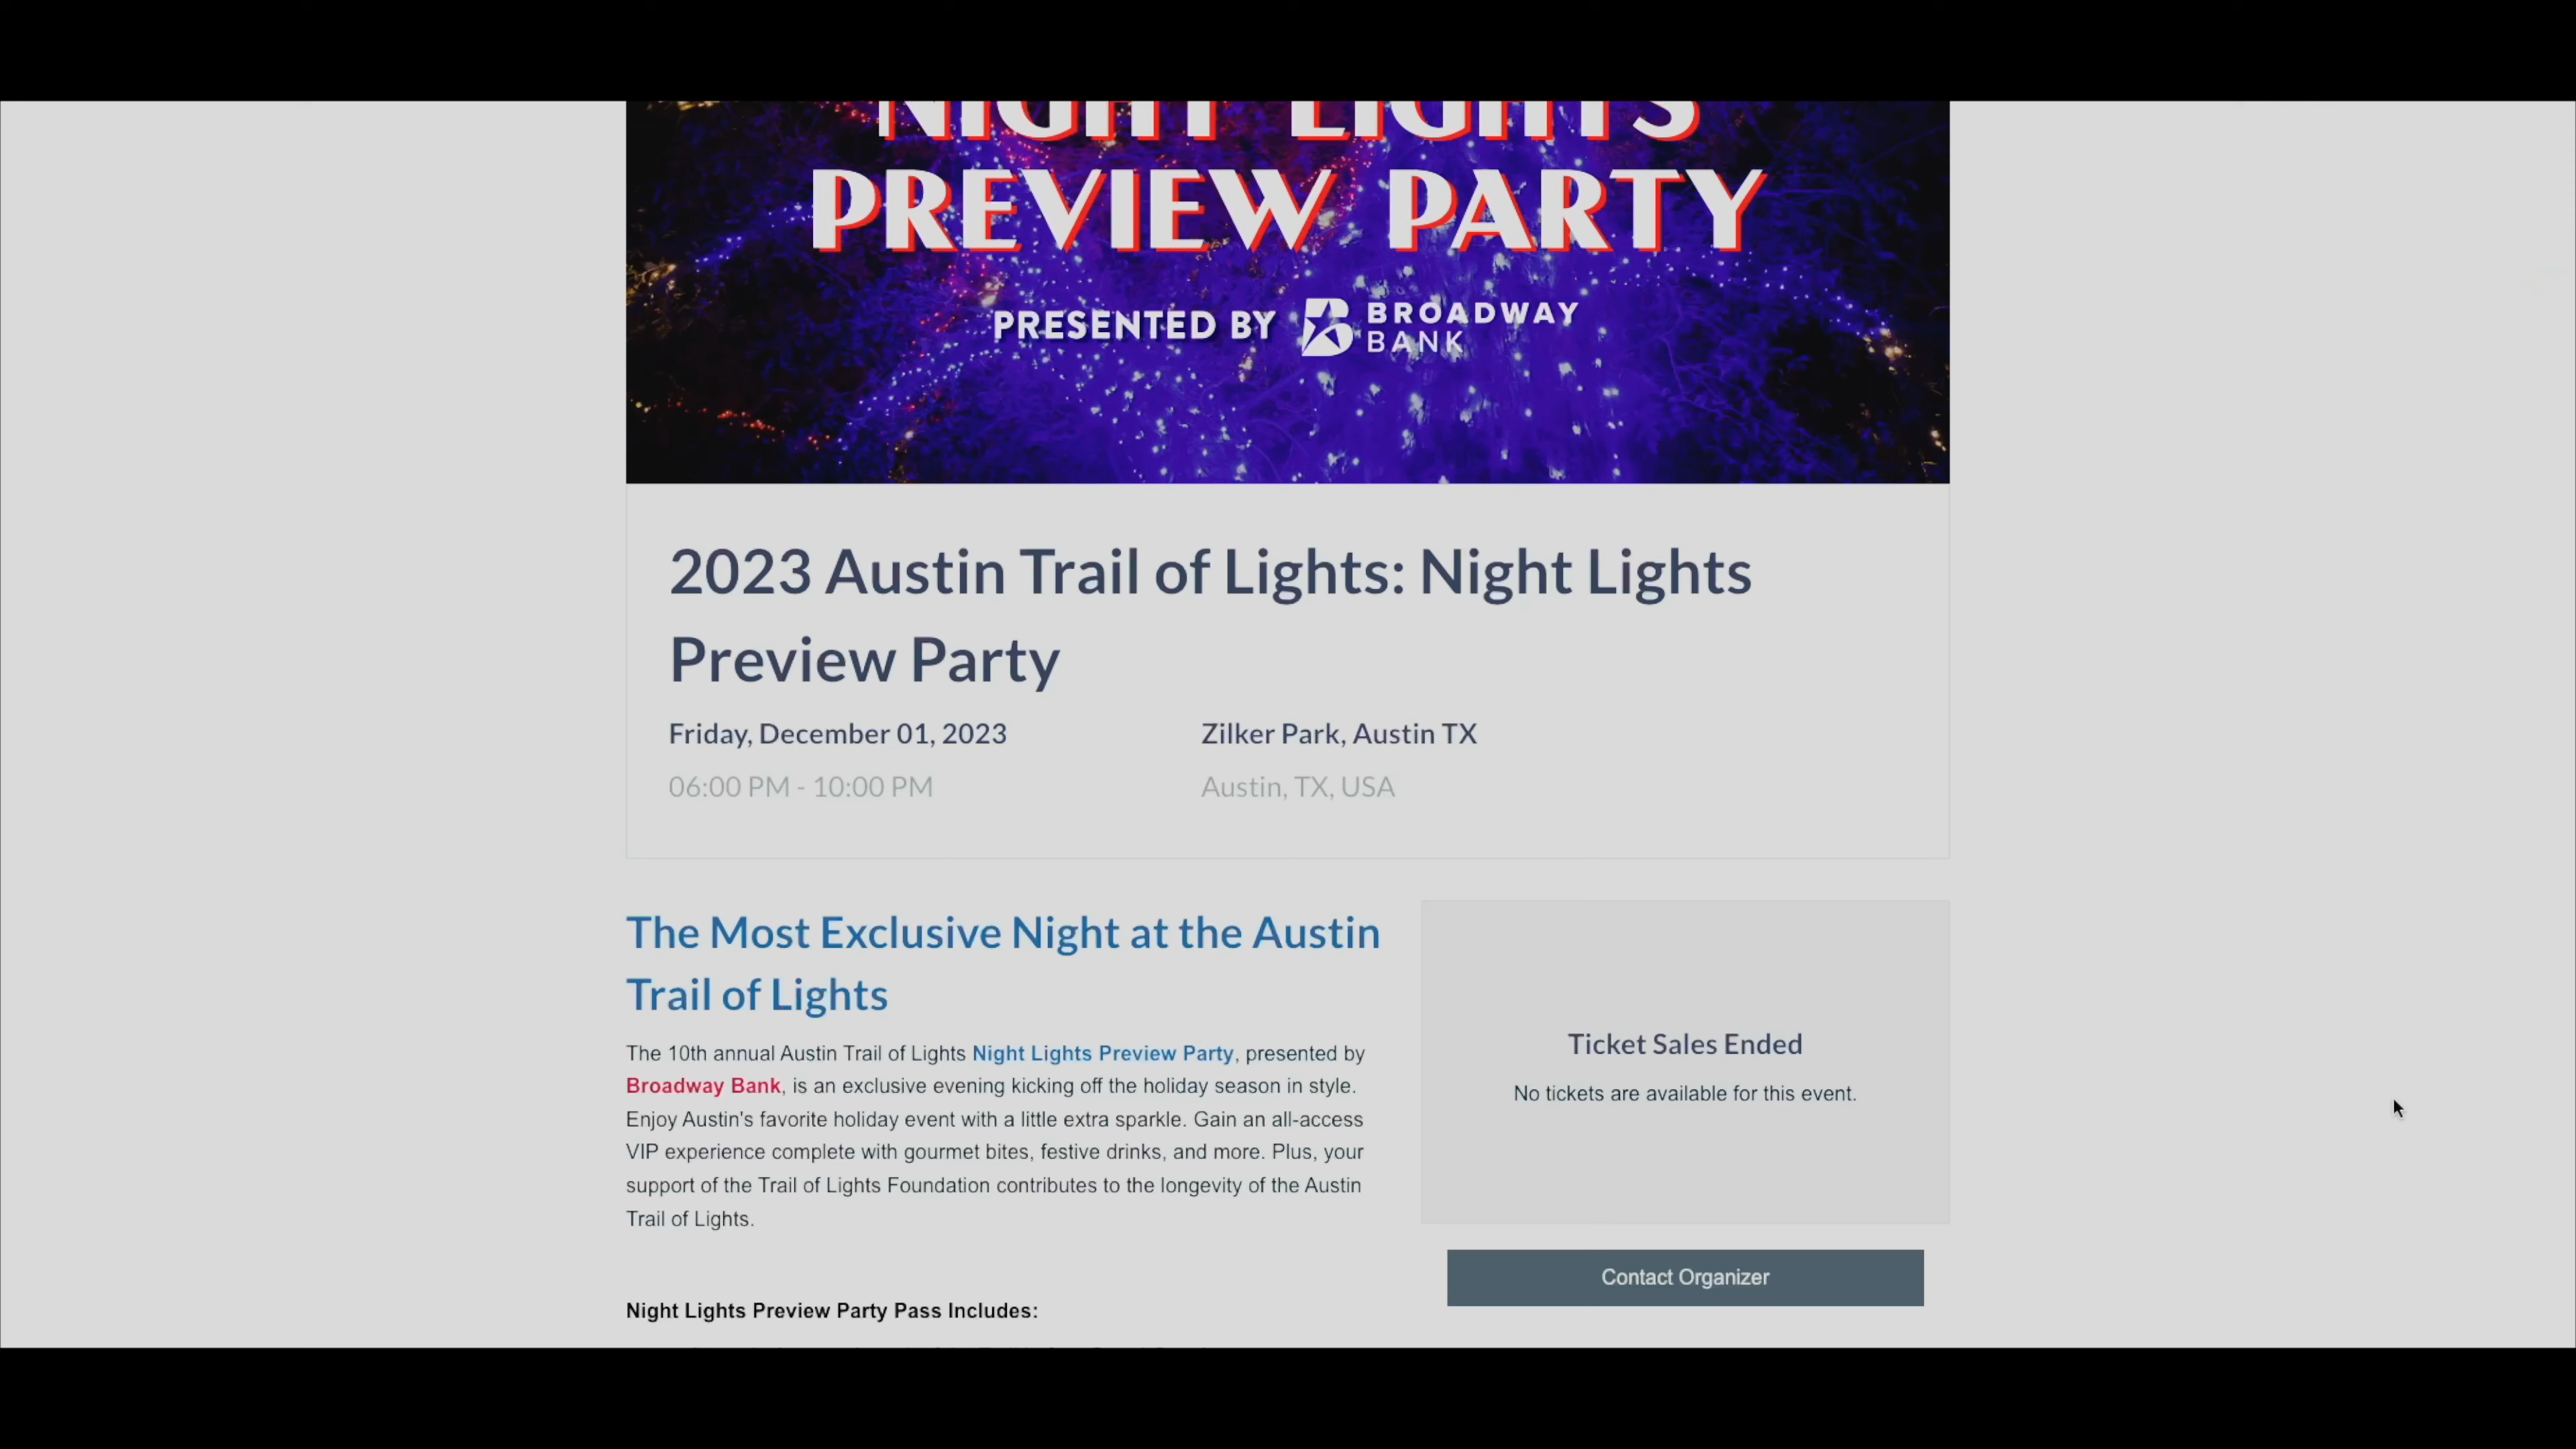 NIGHT LIGHTS
PREVIEW PARTY
PRESENTED BY BROADWAY
BANK
2023 Austin Trail of Lights: Night Lights
Preview Party
Friday, December 01, 2023
Zilker Park, Austin TX
06:00 PM - 10:00 PM
Austin, TX, USA
The Most Exclusive Night at the Austin
Trail of Lights
The 10th annual Austin Trail of Lights Night Lights Preview Party, presented by
Broadway Bank, is an exclusive evening kicking off the holiday season in style.
Enjoy Austin's favorite holiday event with a little extra sparkle. Gain an all-access
VIP experience complete with gourmet bites, festive drinks, and more. Plus, your
support of the Trail of Lights Foundation contributes to the longevity of the Austin
Trail of Lights.
Night Lights Preview Party Pass Includes:
Ticket Sales Ended
No tickets are available for this event.
Contact Organizer